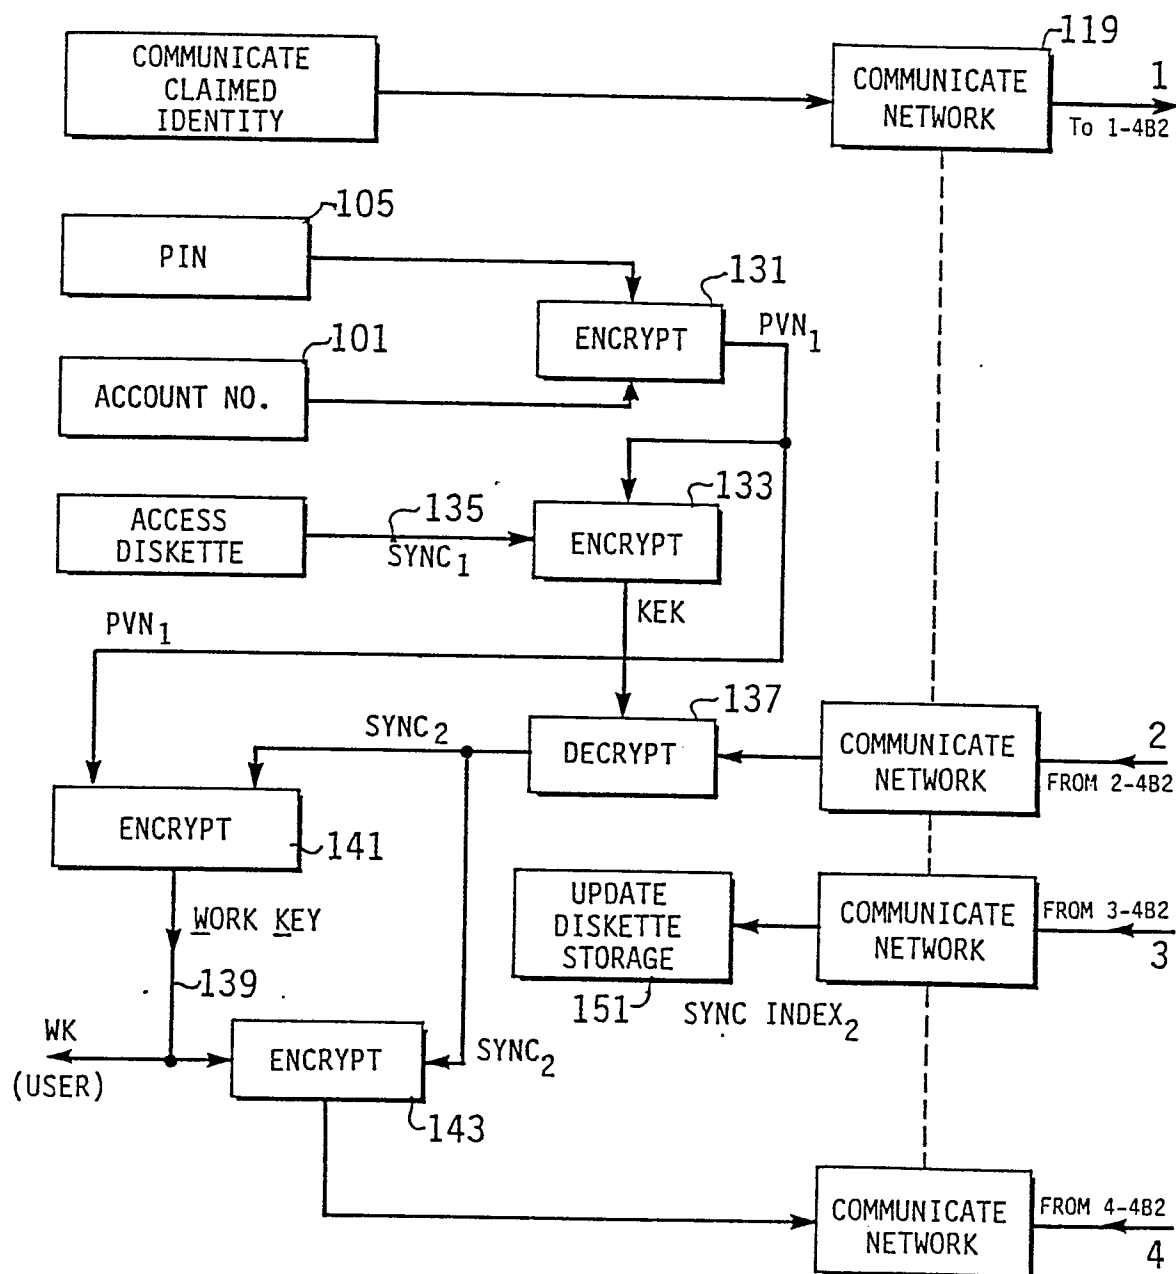 COMMUNICATE
CLAIMED
IDENTITY
119
COMMUNICATE
NETWORK
1
To 1-4B2
105
PIN
131
ENCRYPT
PVN1
101
ACCOUNT NO.
133
ENCRYPT
135
SYNC1
ACCESS
DISKETTE
KEK
PVN1
137
SYNC2
DECRYPT
COMMUNICATE
NETWORK
2
FROM 2-4B2
ENCRYPT
141
UPDATE
DISKETTE
STORAGE
151
SYNC INDEX2
COMMUNICATE
NETWORK
FROM 3-4B2
3
WORK KEY
139
WK
(USER)
ENCRYPT
SYNC2
143
COMMUNICATE
NETWORK
FROM 4-4B2
4